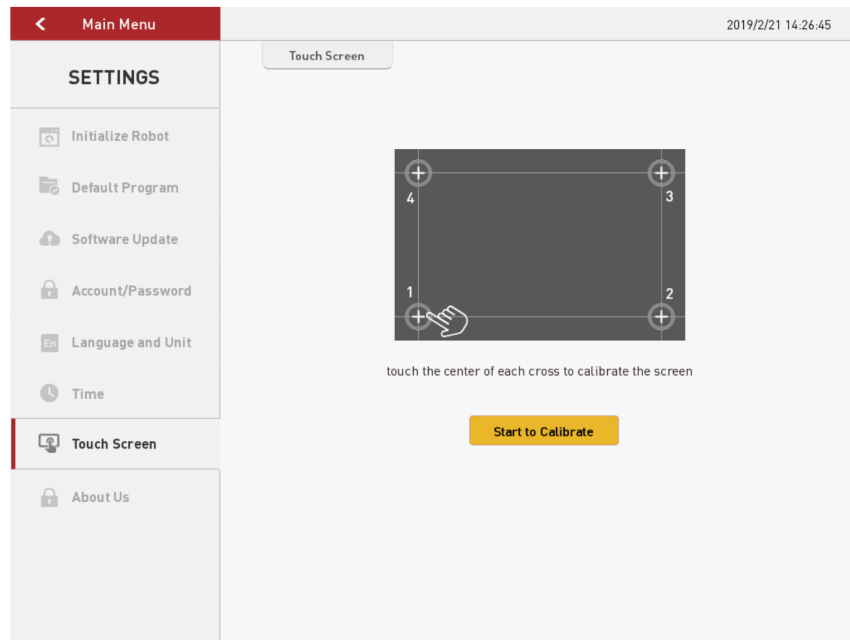 Main Menu
2019/2/21 14:26:45
SETTINGS
Touch Screen
Initialize Robot
Default Program
Software Update
Account/Password
En Language and Unit
Time
Touch Screen
About Us
4
3
1
2
touch the center of each cross to calibrate the screen
Start to Calibrate